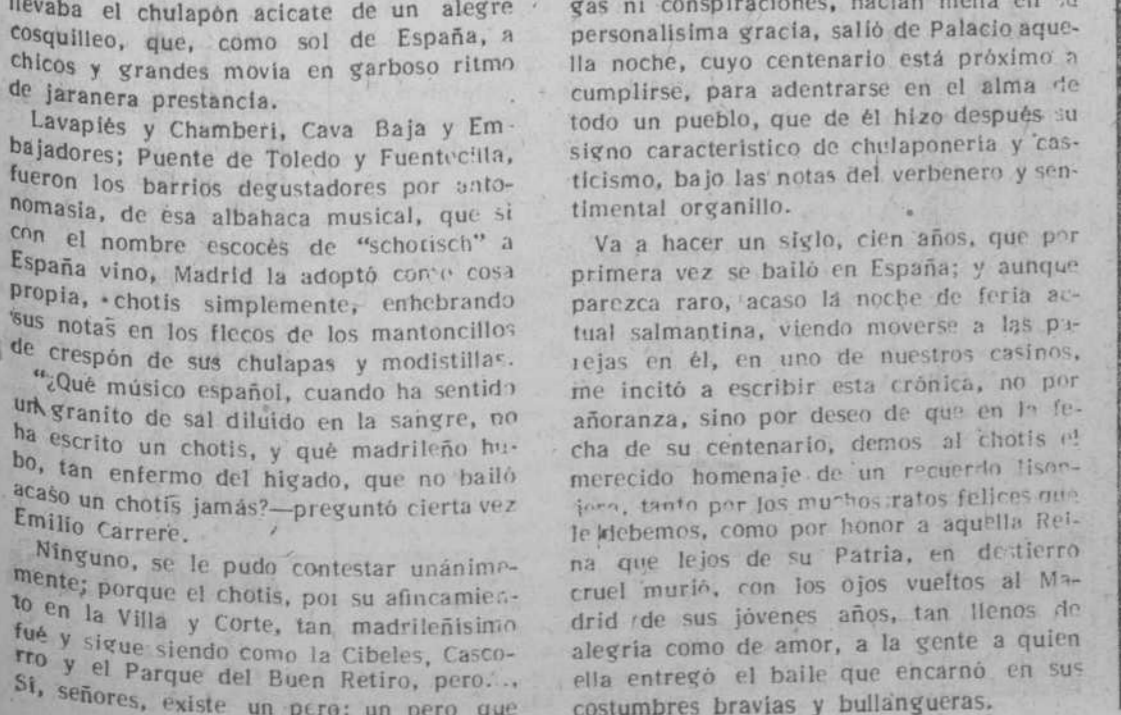 llevaba el chulapón acicate de un alegre
cosquilleo, que, como sol de España, a
chicos y grandes movia en garboso ritmo
de jaranera prestancia.
Lavapiés y Chamberi, Cava Baja y Em-
bajadores; Puente de Toledo y Fuentecilla,
fueron los barrios degustadores por anto-
nomasia, de esa albahaca musical, que si
con el nombre escocés de “schotisch” a
España vino, Madrid la adoptó como cosa
propia, chotis simplemente, enhebrando
sus notas en los flecos de los mantoncillos
de crespón de sus chulapas y modistillas.
“¿Qué músico español, cuando ha sentido
un granito de sal diluido en la sangre, no
ha escrito un chotis, y qué madrileño hu-
bo, tan enfermo del higado, que no bailó
acaso un chotis jamás?—preguntó cierta vez
Emilio Carrere.
Ninguno, se le pudo contestar unánime-
mente; porque el chotis, por su afincamien-
to en la Villa y Corte, tan madrileñisimo
fué y sigue siendo como la Cibeles, Casco-
rro y el Parque del Buen Retiro, pero...,
Si, señores, existe un pero; un pero que
gas ni conspiraciones, hacian mella en su
personalisima gracia, salió de Palacio aque-
lla noche, cuyo centenario está próximo a
cumplirse, para adentrarse en el alma de
todo un pueblo, que de él hizo después su
signo caracteristico de chulaponeria y cas-
ticismo, bajo las notas del verbenero y sen-
timental organillo.
Va a hacer un siglo, cien años, que por
primera vez se bailó en España; y aunque
parezca raro, acaso la noche de feria ac-
tual salmantina, viendo moverse a las pa-
rejas en él, en uno de nuestros casinos,
me incitó a escribir esta crónica, no por
añoranza, sino por deseo de que en la fe-
cha de su centenario, demos al chotis el
merecido homenaje de un recuerdo lison-
jero, tanto por los muchos ratos felices que
le debemos, como por honor a aquella Rei-
na que lejos de su Patria, en destierro
cruel murió, con los ojos vueltos al Ma-
drid de sus jóvenes años, tan llenos de
alegria como de amor, a la gente a quien
ella entregó el baile que encarnó en sus
costumbres bravias y bullangueras.